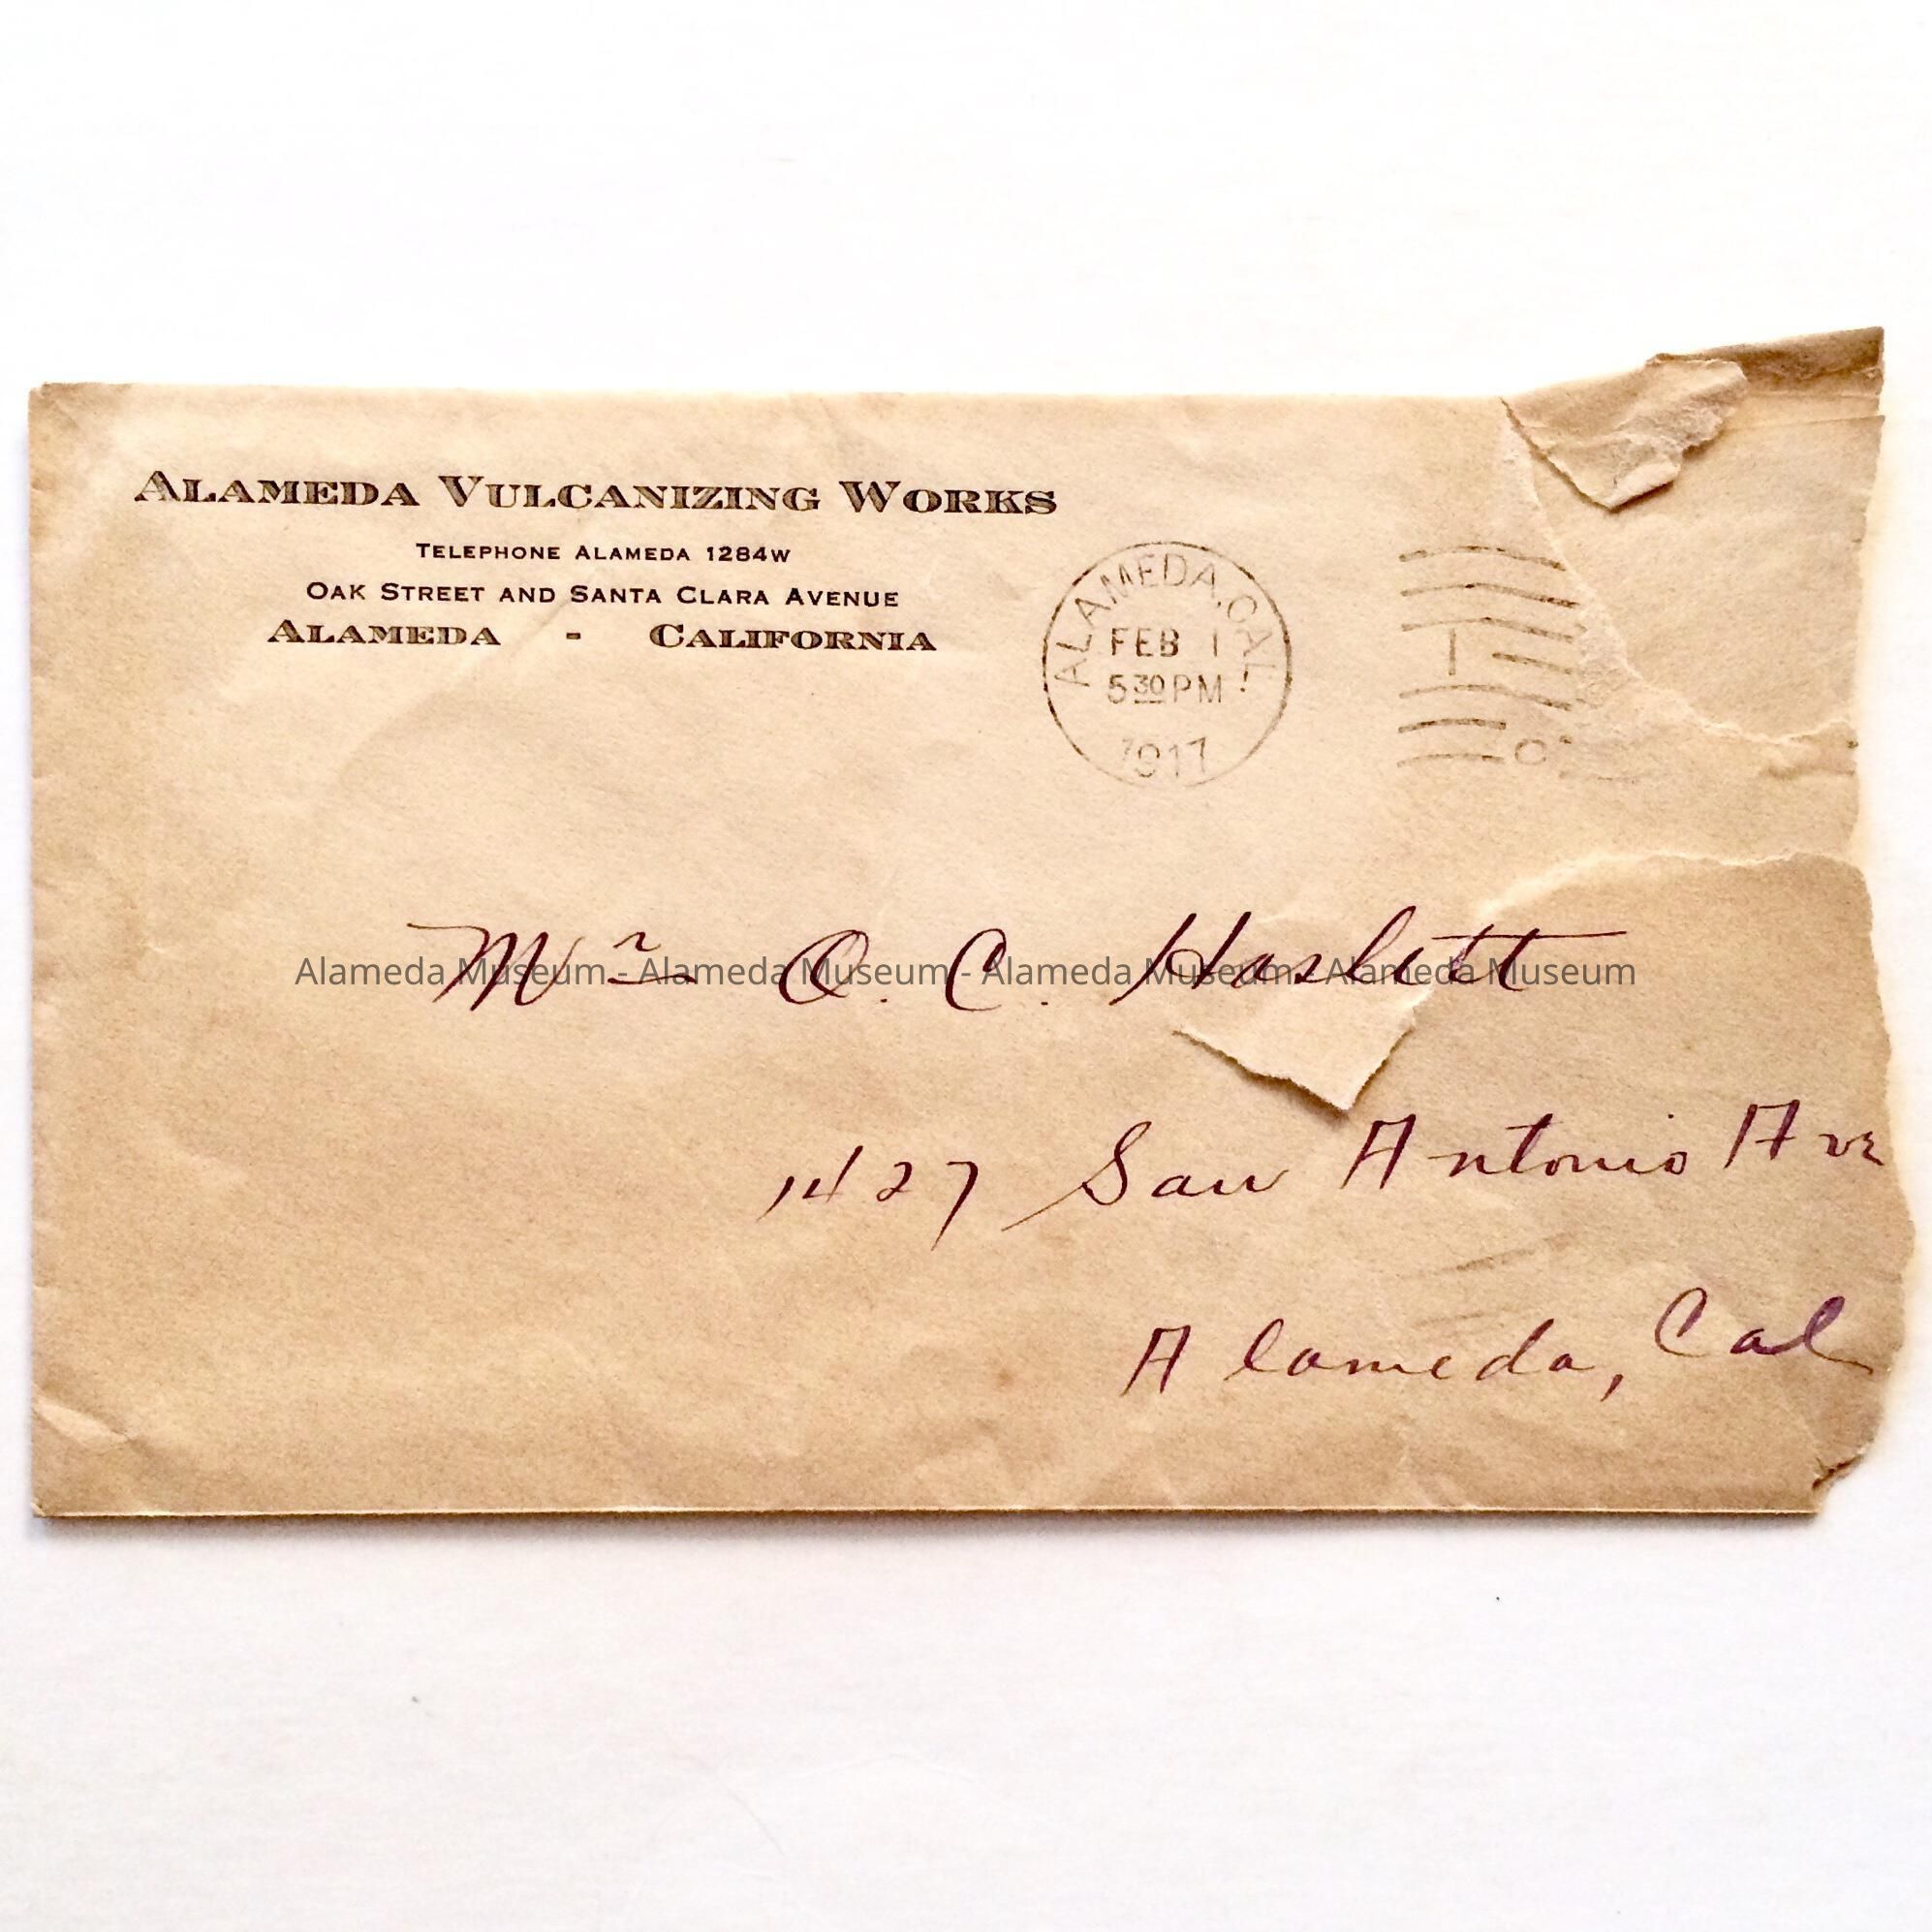 ALAMEDA VULCANIZING WORKS
TELEPHONE ALAMEDA 1284W
OAK STREET AND SANTA CLARA AVENUE
ALAMEDA - CALIFORNIA
ALAMEDA, CAL.
FEB 1
5 30 PM
1917
1
Mr O. C. Haslett
Alameda Museum - Alameda Museum - Alameda Museum - Alameda Museum
1427 San Antonio Ave
Alameda, Cal